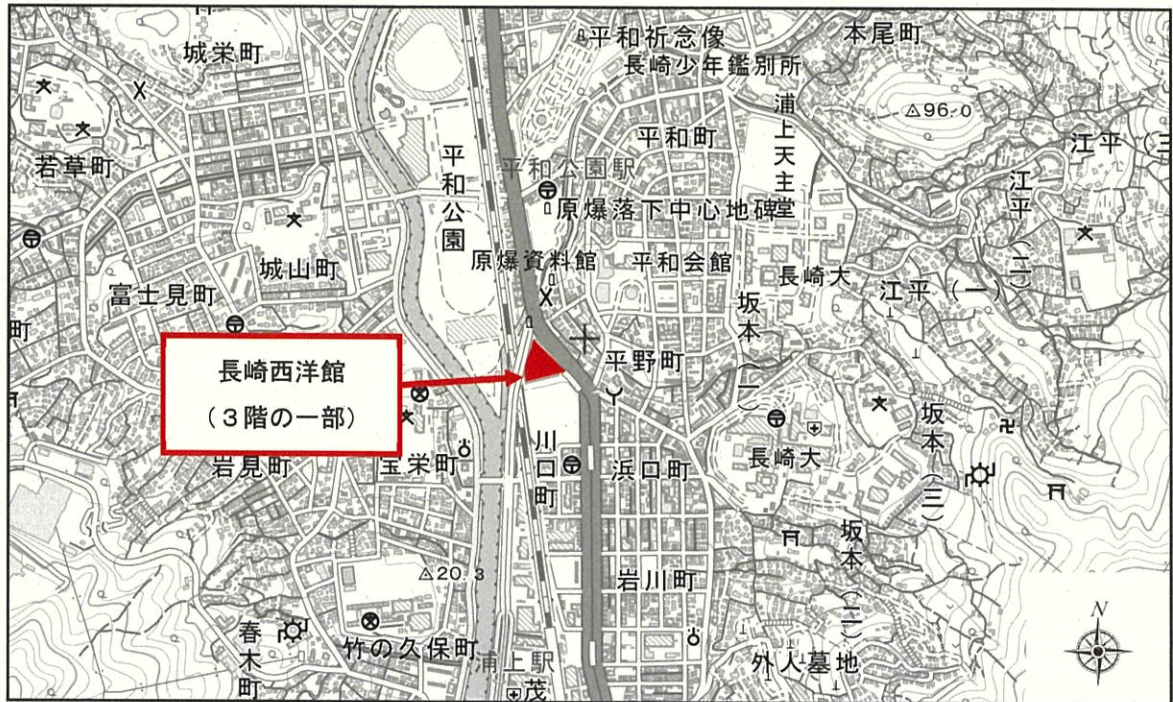 城栄町
平和祈念像
本尾町
長崎少年鑑別所
△96.0
浦上天主堂
平和町
江平（三
若草町
平和公園
平和公園駅
江平（二）
原爆落下中心地碑
城山町
原爆資料館
平和会館
長崎大
富士見町
江平（一）
町
坂本（一）
長崎西洋館
（３階の一部）
平野町
坂本（三）
岩見町
宝栄町
川口町
浜口町
長崎大
坂本（二）
△20.3
岩川町
春木町
竹の久保町
浦上駅
外人墓地
茂
N